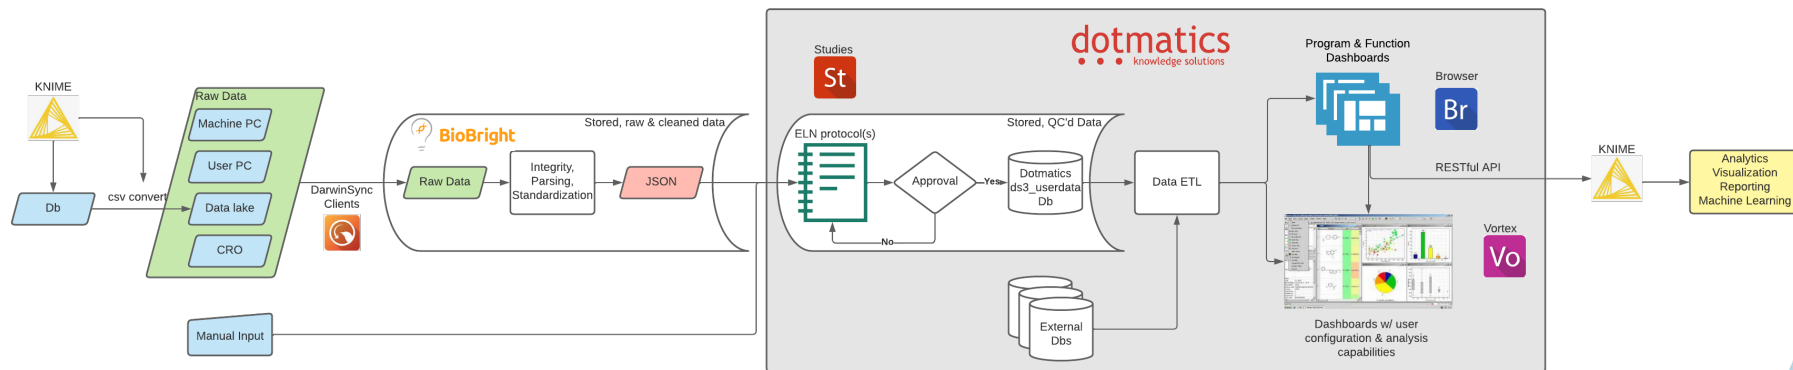 KNIME
Db
csv convert
Raw Data
Machine PC
User PC
Data lake
CRO
Manual Input
DarwinSync
Clients
BioBright
Stored, raw & cleaned data
Raw Data
Integrity,
Parsing,
Standardization
JSON
Studies
St
dotmatics
knowledge solutions
ELN protocol(s)
Approval
Yes
No
Stored, QC'd Data
Dotmatics
ds3_userdata
Db
Data ETL
External
Dbs
Program & Function
Dashboards
Browser
Br
RESTful API
Vortex
Vo
Dashboards w/ user
configuration & analysis
capabilities
KNIME
Analytics
Visualization
Reporting
Machine Learning